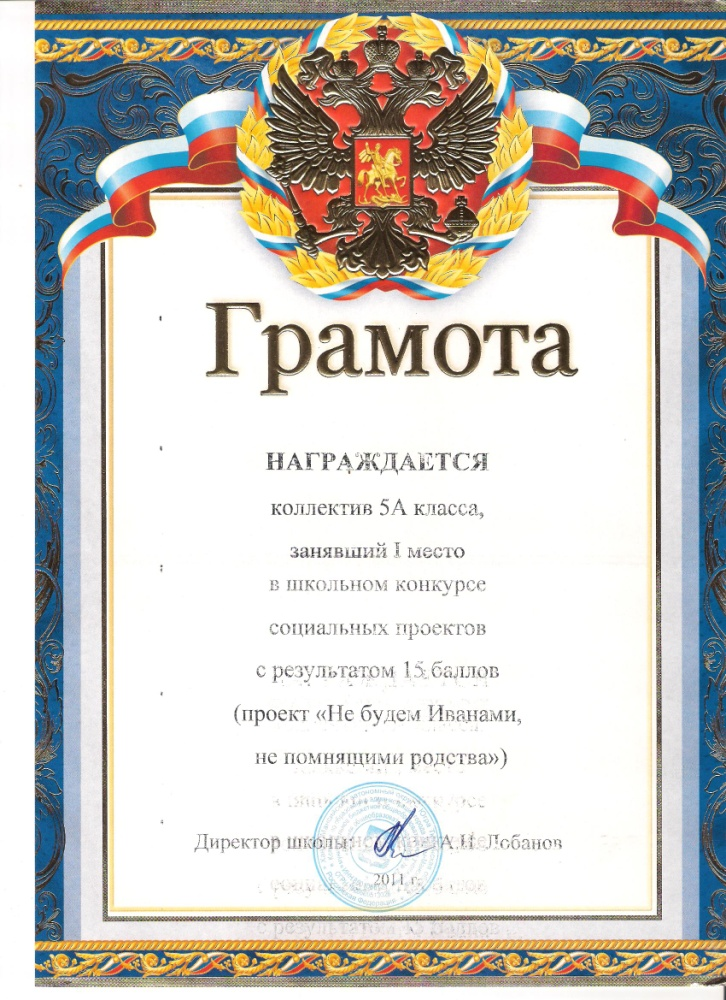 Грамота
НАГРАЖДАЕТСЯ
коллектив 5А класса,
занявший I место
в школьном конкурсе
социальных проектов
с результатом 15 баллов
(проект «Не будем Иванами,
не помнящими родства»)
Директор школы: А.Н. Лобанов
2011 г.